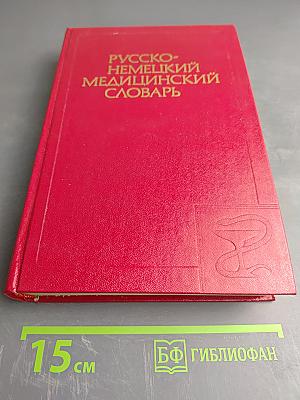 РУССКО-
НЕМЕЦКИЙ
МЕДИЦИНСКИЙ
СЛОВАРЬ
15 см
БФ ГИБЛИОФАН